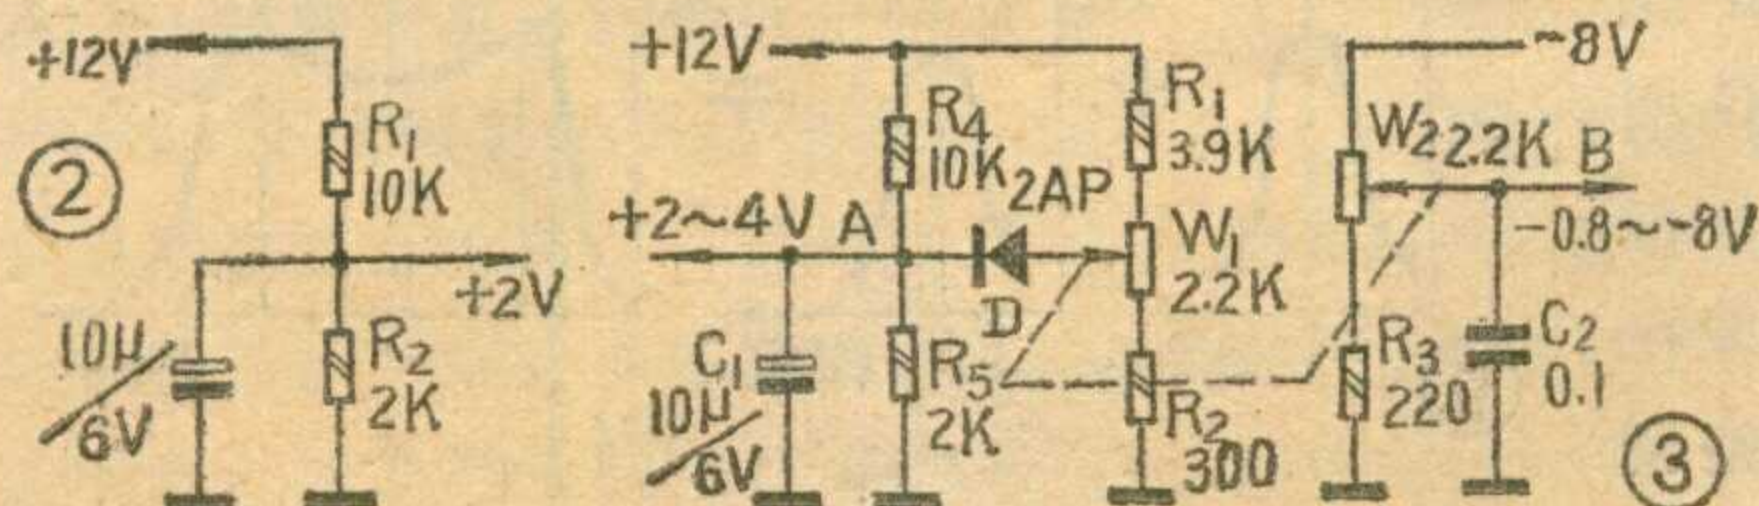 +12V
R1
10K
②
+2V
10μ
6V
R2
2K
+12V
R4
10K
R1
3.9K
2AP
+2~4V
A
D
W1
2.2K
C1
10μ
6V
R5
2K
R2
300
~8V
W2 2.2K
B
-0.8~-8V
R3
220
C2
0.1
③